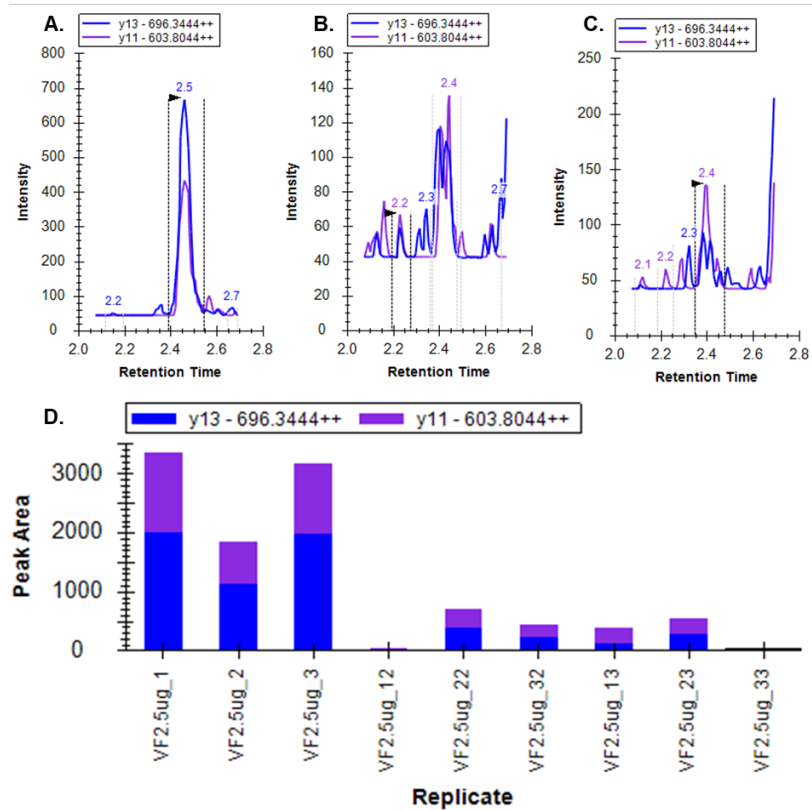 A.
y13 - 696.3444++
y11 - 603.8044++
800
700
600
500
400
300
200
100
0
Intensity
2.5
2.2
2.7
2.0 2.2 2.4 2.6 2.8
Retention Time
B.
y13 - 696.3444++
y11 - 603.8044++
160
140
120
100
80
60
40
20
0
Intensity
2.4
2.2
2.3
2.7
2.0 2.2 2.4 2.6 2.8
Retention Time
C.
y13 - 696.3444++
y11 - 603.8044++
250
200
150
100
50
0
Intensity
2.4
2.3
2.1
2.2
2.0 2.2 2.4 2.6 2.8
Retention Time
D.
y13 - 696.3444++ y11 - 603.8044++
3000
2000
1000
0
Peak Area
VF2.5ug_1
VF2.5ug_2
VF2.5ug_3
VF2.5ug_12
VF2.5ug_22
VF2.5ug_32
VF2.5ug_13
VF2.5ug_23
VF2.5ug_33
Replicate